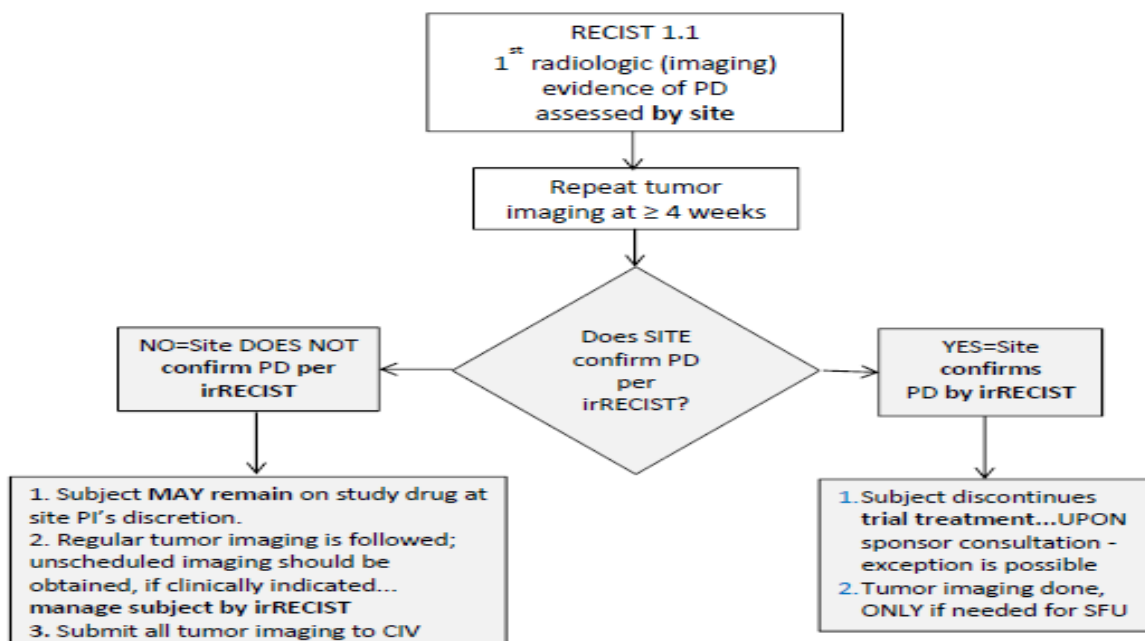 RECIST 1.1
1st radiologic (imaging)
evidence of PD
assessed by site
Repeat tumor
imaging at ≥ 4 weeks
Does SITE
confirm PD
per
irRECIST?
NO=Site DOES NOT
confirm PD per
irRECIST
YES=Site
confirms
PD by irRECIST
1. Subject MAY remain on study drug at
site PI's discretion.
2. Regular tumor imaging is followed;
unscheduled imaging should be
obtained, if clinically indicated...
manage subject by irRECIST
3. Submit all tumor imaging to CIV
1. Subject discontinues
trial treatment...UPON
sponsor consultation -
exception is possible
2. Tumor imaging done,
ONLY if needed for SFU